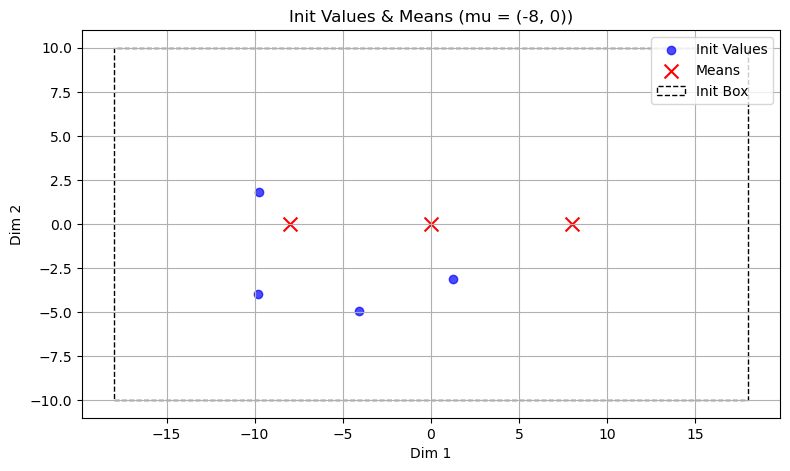 Init Values & Means (mu = (-8, 0))
Init Values
Means
Init Box
10.0
7.5
5.0
2.5
0.0
−2.5
−5.0
−7.5
−10.0
Dim 2
−15
−10
−5
0
5
10
15
Dim 1